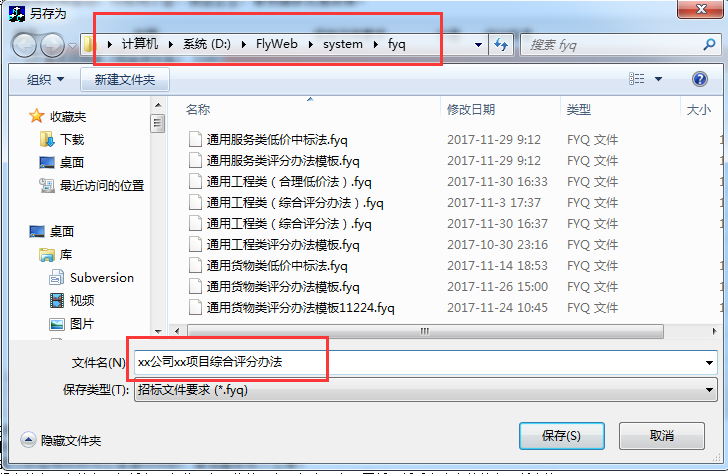 另存为
计算机 ▸ 系统 (D:) ▸ FlyWeb ▸ system ▸ fyq
搜索 fyq
组织 新建文件夹
名称 修改日期 类型 大小
收藏夹
下载
桌面
最近访问的位置
桌面
库
Subversion
视频
图片
通用服务类低价中标法.fyq 2017-11-29 9:12 FYQ 文件
通用服务类评分办法模板.fyq 2017-11-29 9:12 FYQ 文件
通用工程类（合理低价法）.fyq 2017-11-30 16:33 FYQ 文件
通用工程类（综合评分办法）.fyq 2017-11-3 17:37 FYQ 文件
通用工程类（综合评分法）.fyq 2017-11-30 16:37 FYQ 文件
通用工程类评分办法模板.fyq 2017-10-30 23:16 FYQ 文件
通用货物类低价中标法.fyq 2017-11-14 18:53 FYQ 文件
通用货物类评分办法模板.fyq 2017-11-26 15:00 FYQ 文件
通用货物类评分办法模板11224.fyq 2017-11-24 10:45 FYQ 文件
文件名(N): xx公司xx项目综合评分办法
保存类型(T): 招标文件要求 (*.fyq)
隐藏文件夹 保存(S) 取消